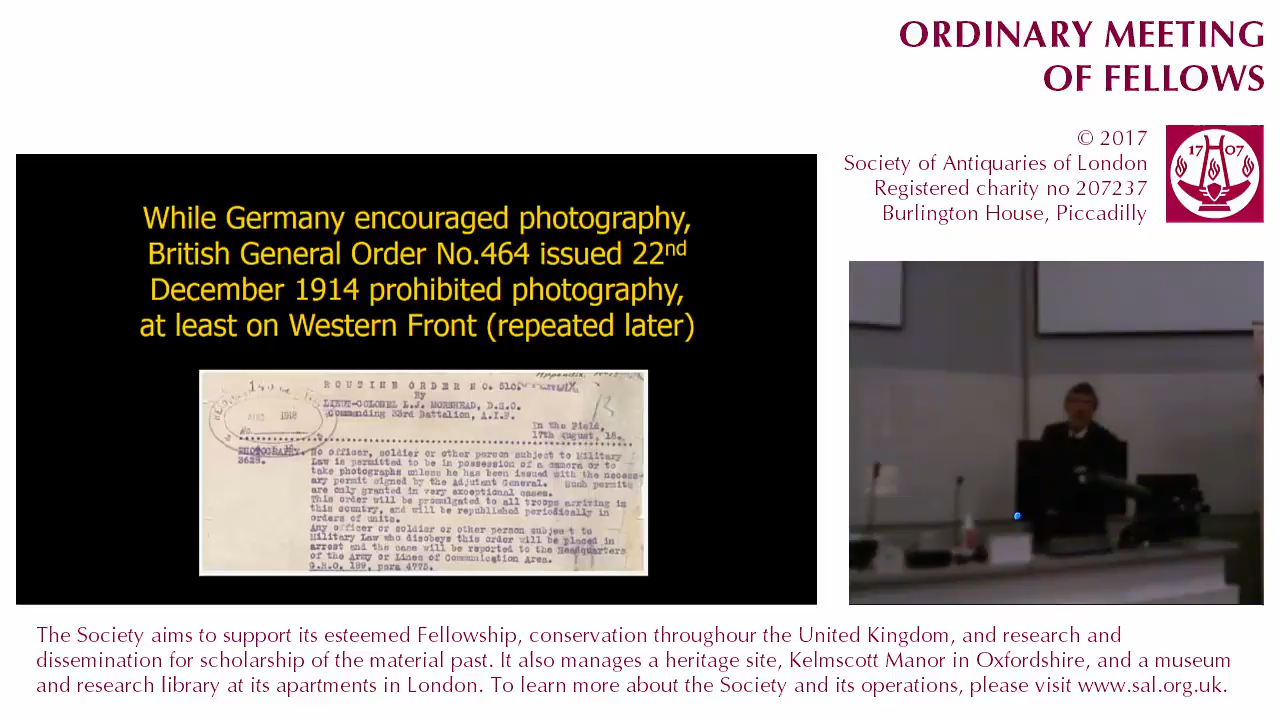 ORDINARY MEETING
OF FELLOWS
© 2017
Society of Antiquaries of London
Registered charity no 207237
Burlington House, Piccadilly
17 07
While Germany encouraged photography,
British General Order No.464 issued 22nd
December 1914 prohibited photography,
at least on Western Front (repeated later)
ROUTINE ORDER NO. 510.
By
LIEUT-COLONEL L.J. MORSHEAD, D.S.O.
Commanding 33rd Battalion, A.I.F.
In the Field,
17th August, 18.
PHOTOGRAPHY. No officer, soldier or other person subject to Military
3628. Law is permitted to be in possession of a camera or to
take photographs unless he has been issued with the necess-
ary permit signed by the Adjutant General. Such permits
are only granted in very exceptional cases.
This order will be promulgated to all troops arriving in
this country, and will be republished periodically in
orders of units.
Any officer or soldier or other person subject to
Military Law who disobeys this order will be placed in
arrest and the case will be reported to the Headquarters
of the Army or Lines of Communication Area.
G.R.O. 189, para 4775.
The Society aims to support its esteemed Fellowship, conservation throughour the United Kingdom, and research and
dissemination for scholarship of the material past. It also manages a heritage site, Kelmscott Manor in Oxfordshire, and a museum
and research library at its apartments in London. To learn more about the Society and its operations, please visit www.sal.org.uk.